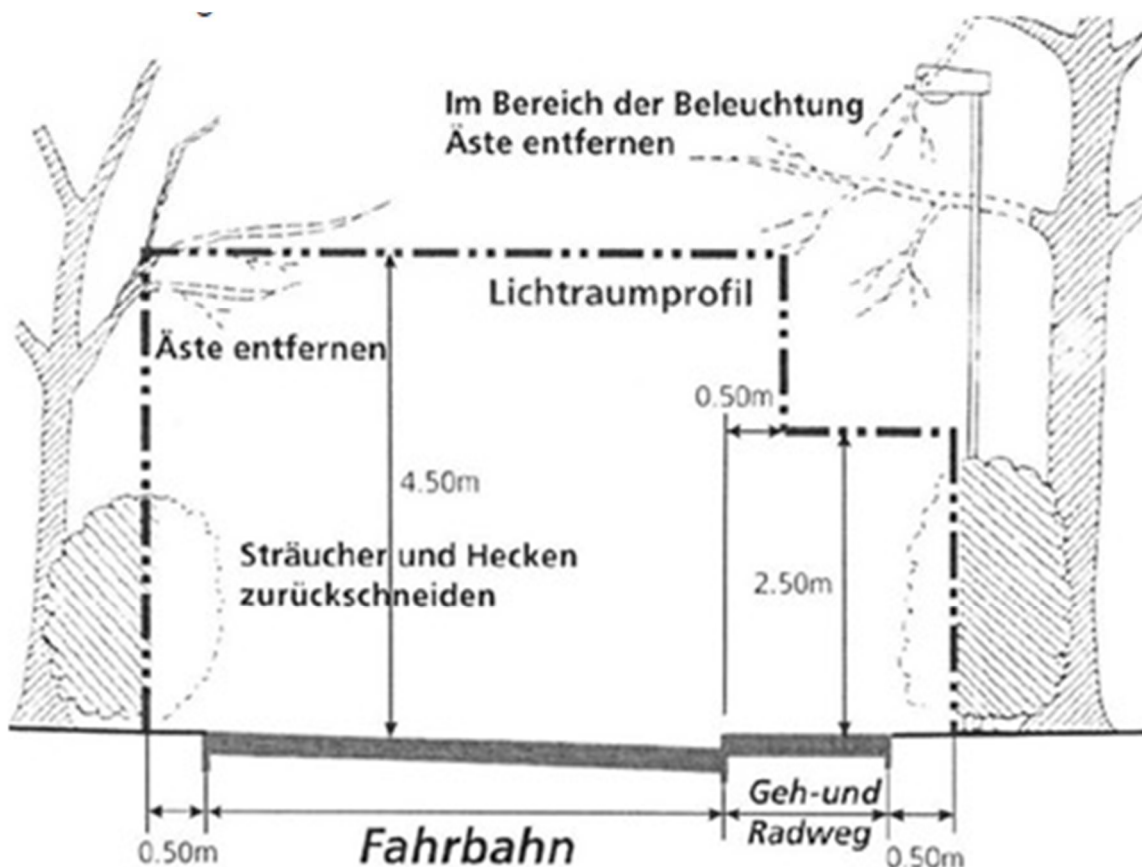 Im Bereich der Beleuchtung
Äste entfernen
Lichtraumprofil
Äste entfernen
0.50m
4.50m
Sträucher und Hecken
zurückschneiden
2.50m
Geh-und
Radweg
Fahrbahn
0.50m
0.50m